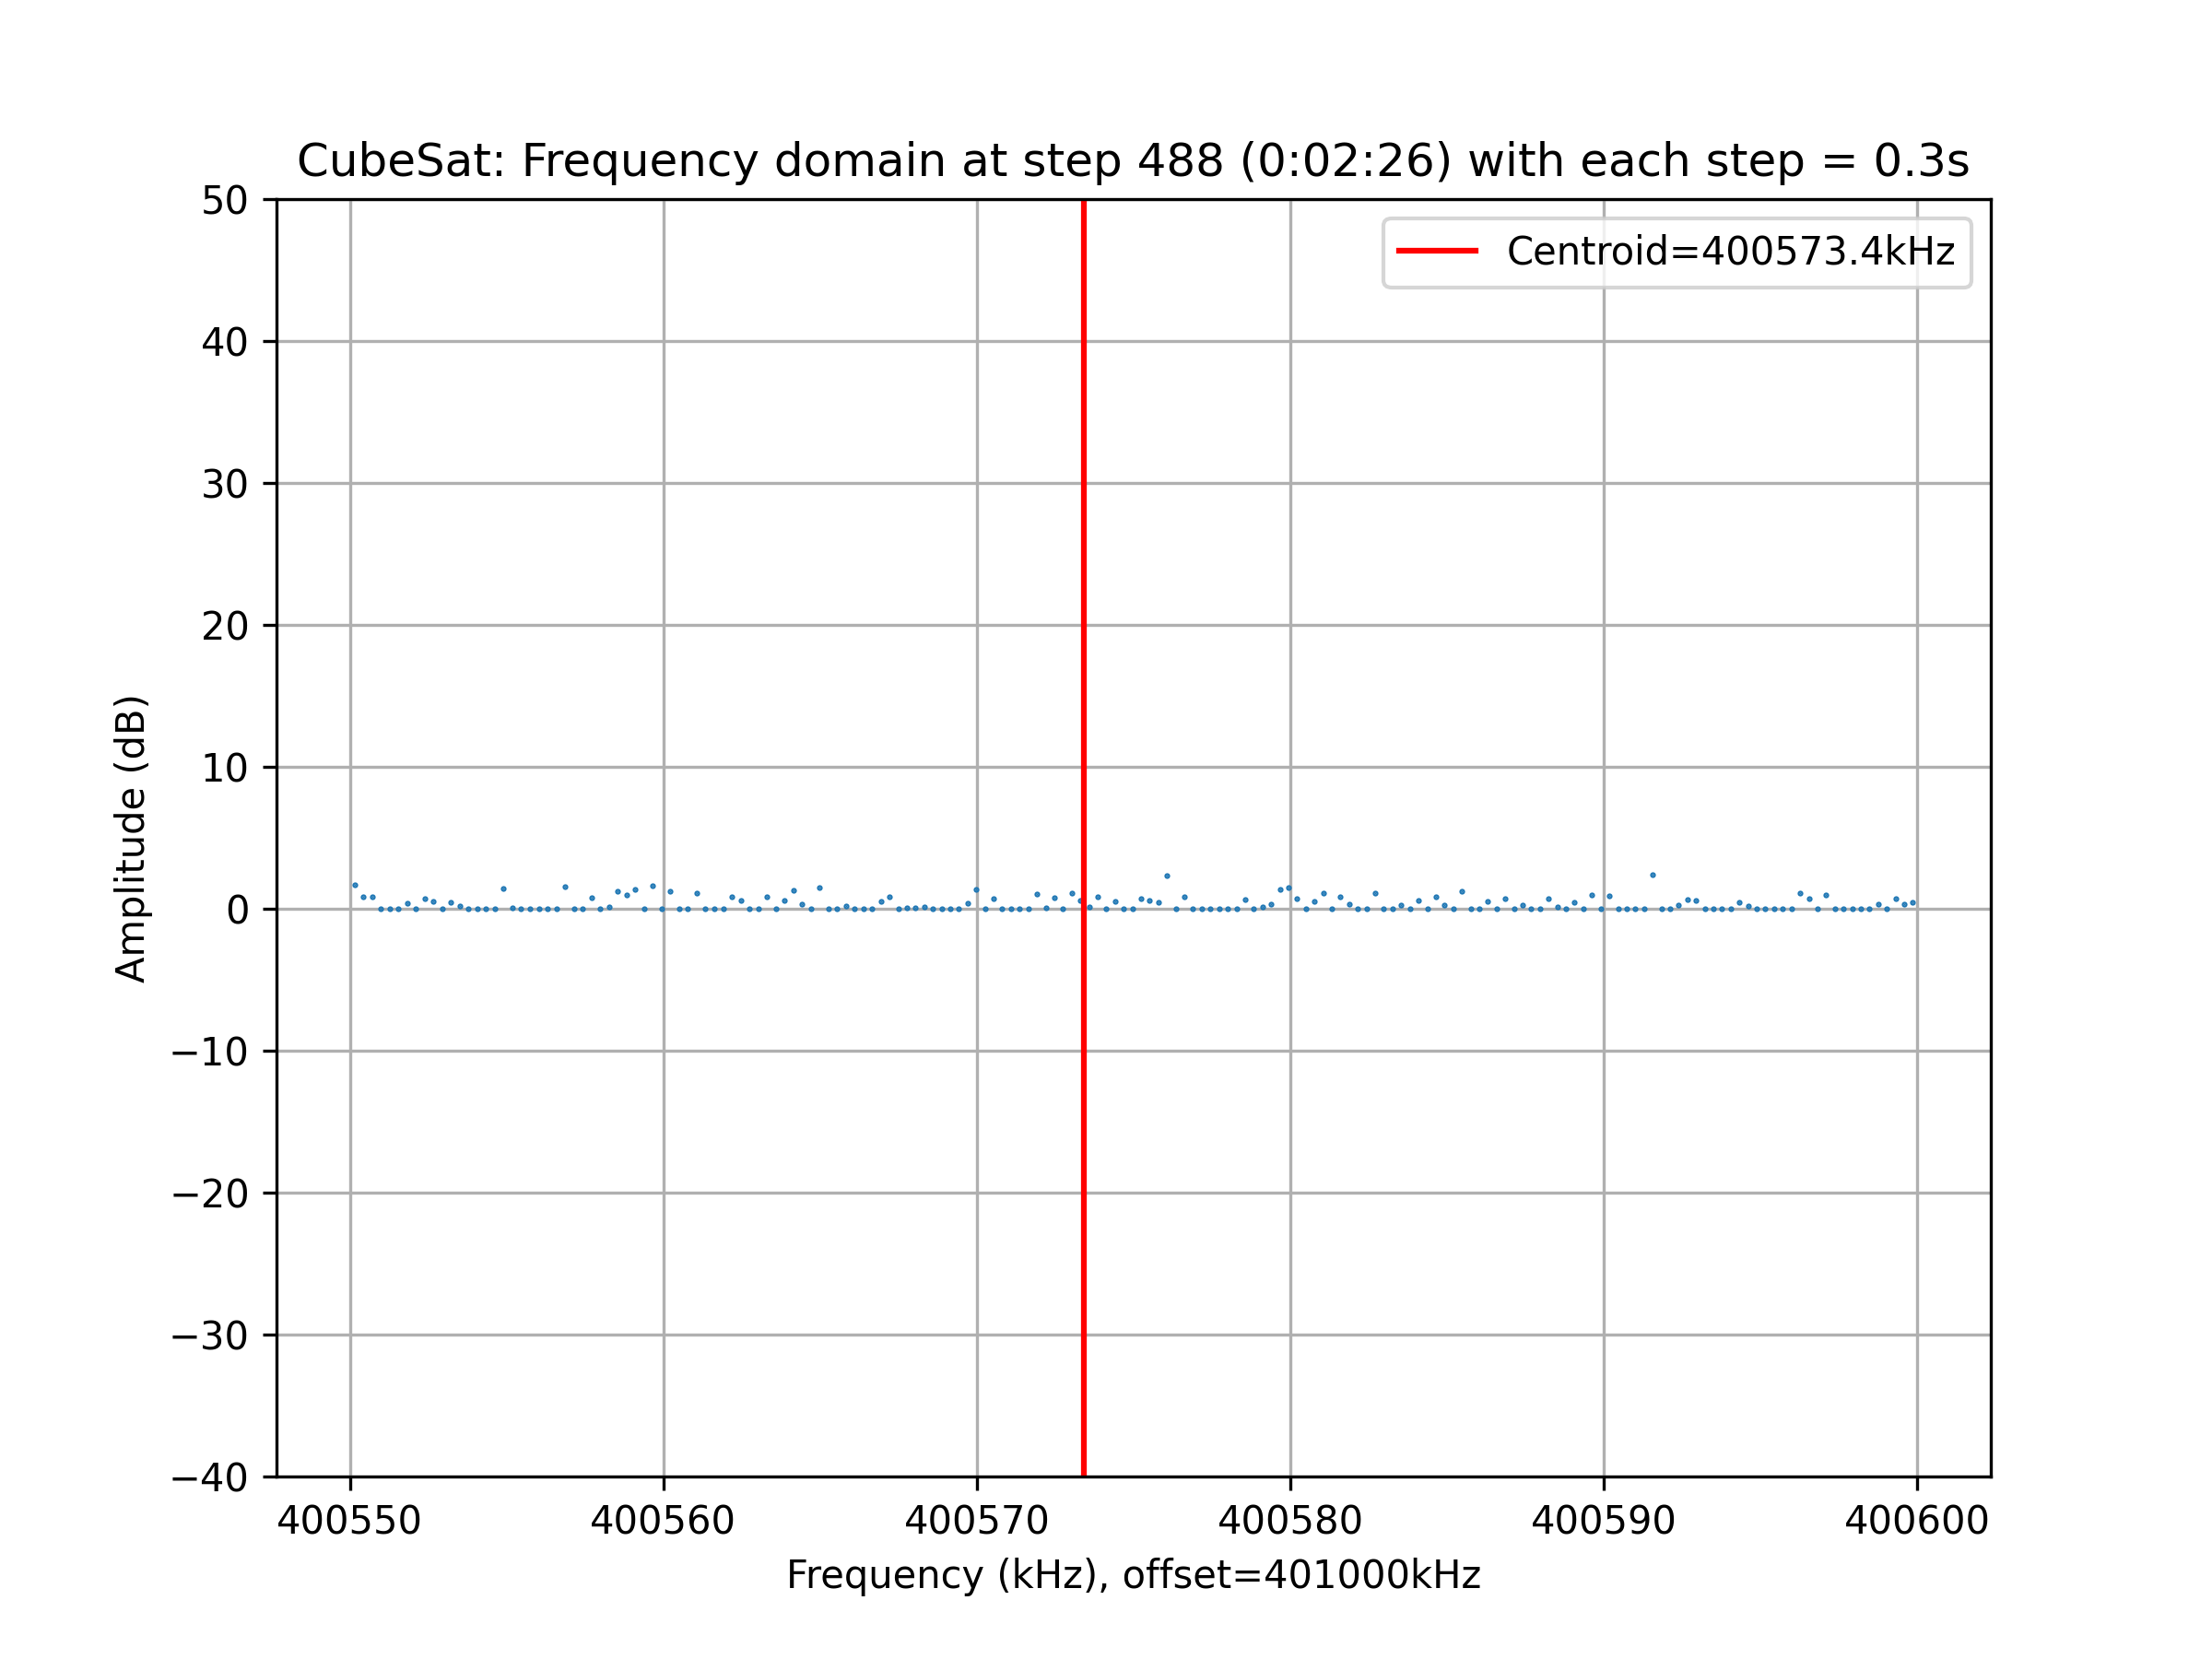 CubeSat: Frequency domain at step 488 (0:02:26) with each step = 0.3s
Centroid=400573.4kHz
50
40
30
20
10
0
−10
−20
−30
−40
Amplitude (dB)
400550 400560 400570 400580 400590 400600
Frequency (kHz), offset=401000kHz